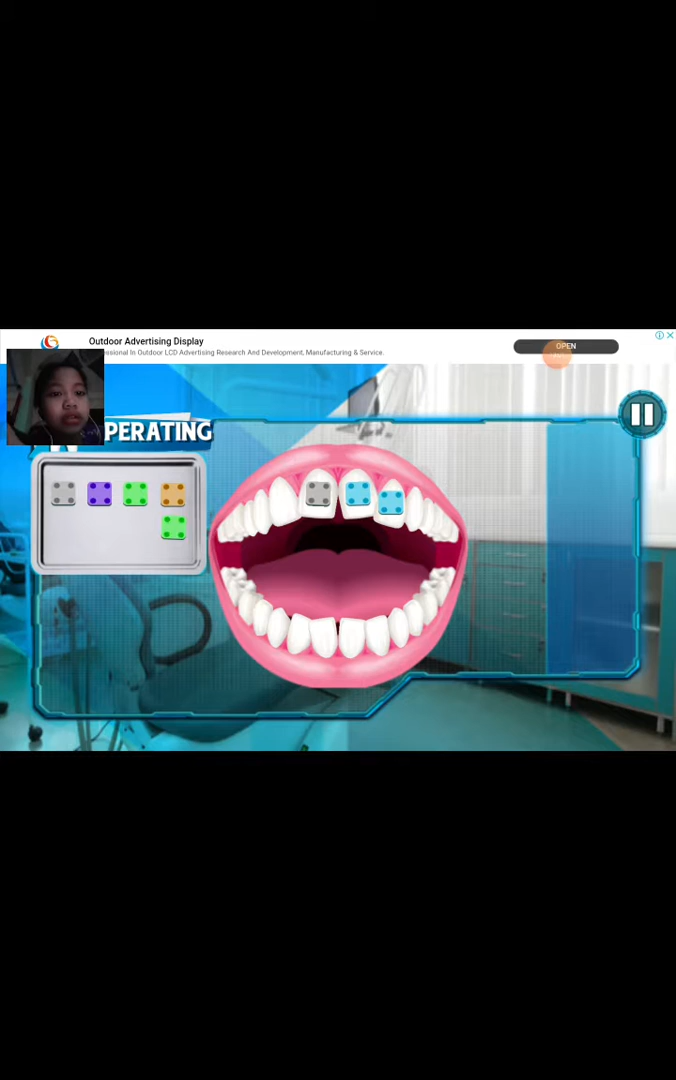 Outdoor Advertising Display
essional In Outdoor LCD Advertising Research And Development, Manufacturing & Service.
OPEN
PERATING